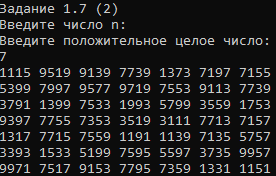 Задание 1.7 (2)
Введите число n:
Введите положительное целое число:
7
1115 9519 9139 7739 1373 7197 7155
5399 7997 9577 9719 7553 9113 7739
3791 1399 7533 1993 5799 3559 1753
9397 7755 7353 3519 3111 7713 7157
1317 7715 7559 1191 1139 7135 5757
3393 1533 5199 7595 5597 3735 9957
9971 7517 9153 7795 7359 1331 1151